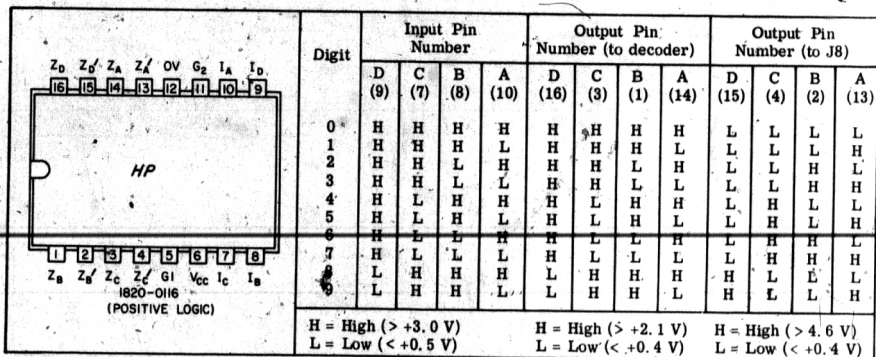 Z_D Z_D' Z_A Z_A' OV G_2 I_A I_D
16 15 14 13 12 11 10 9
HP
1 2 3 4 5 6 7 8
Z_B Z_B' Z_C Z_C' G1 V_CC I_C I_B
1820-0116
(POSITIVE LOGIC)
Digit Input Pin Number Output Pin Number (to decoder) Output Pin Number (to J8)
D C B A D C B A D C B A
(9) (7) (8) (10) (16) (3) (1) (14) (15) (4) (2) (13)
0 H H H H H H H H L L L L
1 H H H L H H H L L L L H
2 H H L H H H L H L L H L
3 H H L L H H L L L L H H
4 H L H H H L H H L H L L
5 H L H L H L H L L H L H
6 H L L H H L L H L H H L
7 H L L L H L L L L H H H
8 L H H H L H H H H L L L
9 L H H L L H H L H L L H
H = High (> +3.0 V) H = High (> +2.1 V) H = High (> 4.6 V)
L = Low (< +0.5 V) L = Low (< +0.4 V) L = Low (< +0.4 V)